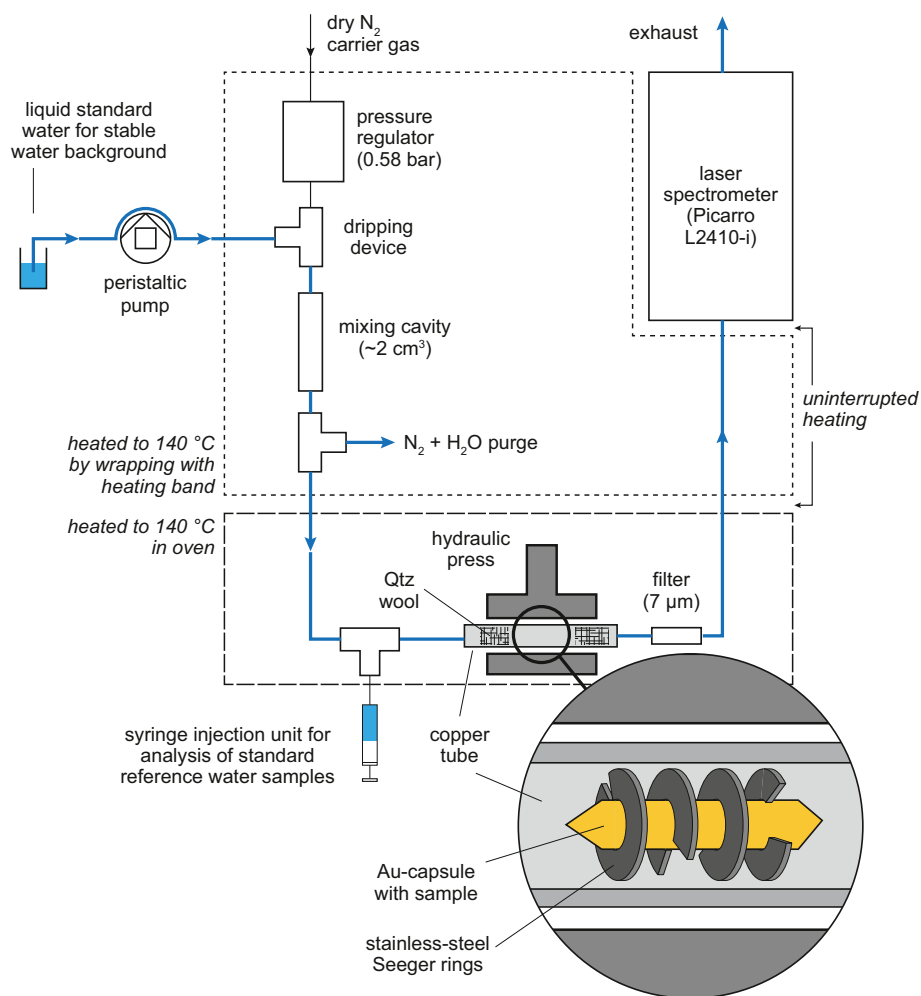 dry N₂
carrier gas
exhaust
liquid standard
water for stable
water background
pressure
regulator
(0.58 bar)
laser
spectrometer
(Picarro
L2410-i)
dripping
device
peristaltic
pump
mixing cavity
(~2 cm³)
uninterrupted
heating
N₂ + H₂O purge
heated to 140 °C
by wrapping with
heating band
heated to 140 °C
in oven
hydraulic
press
Qtz
wool
filter
(7 µm)
syringe injection unit for
analysis of standard
reference water samples
copper
tube
Au-capsule
with sample
stainless-steel
Seeger rings